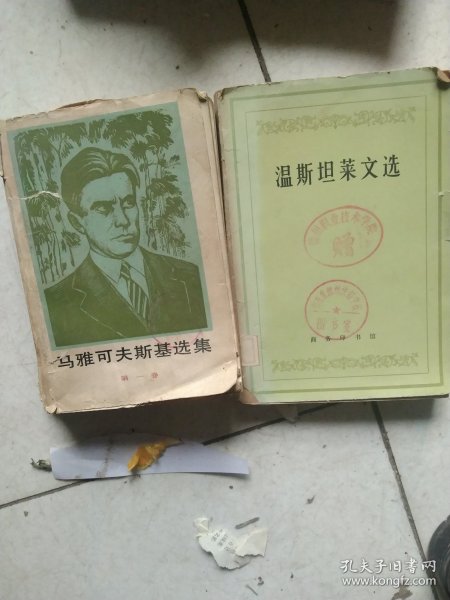 马雅可夫斯基选集
第 卷
温斯坦莱文选
赠
商务印书馆
孔夫子旧书网
www.kongfz.com